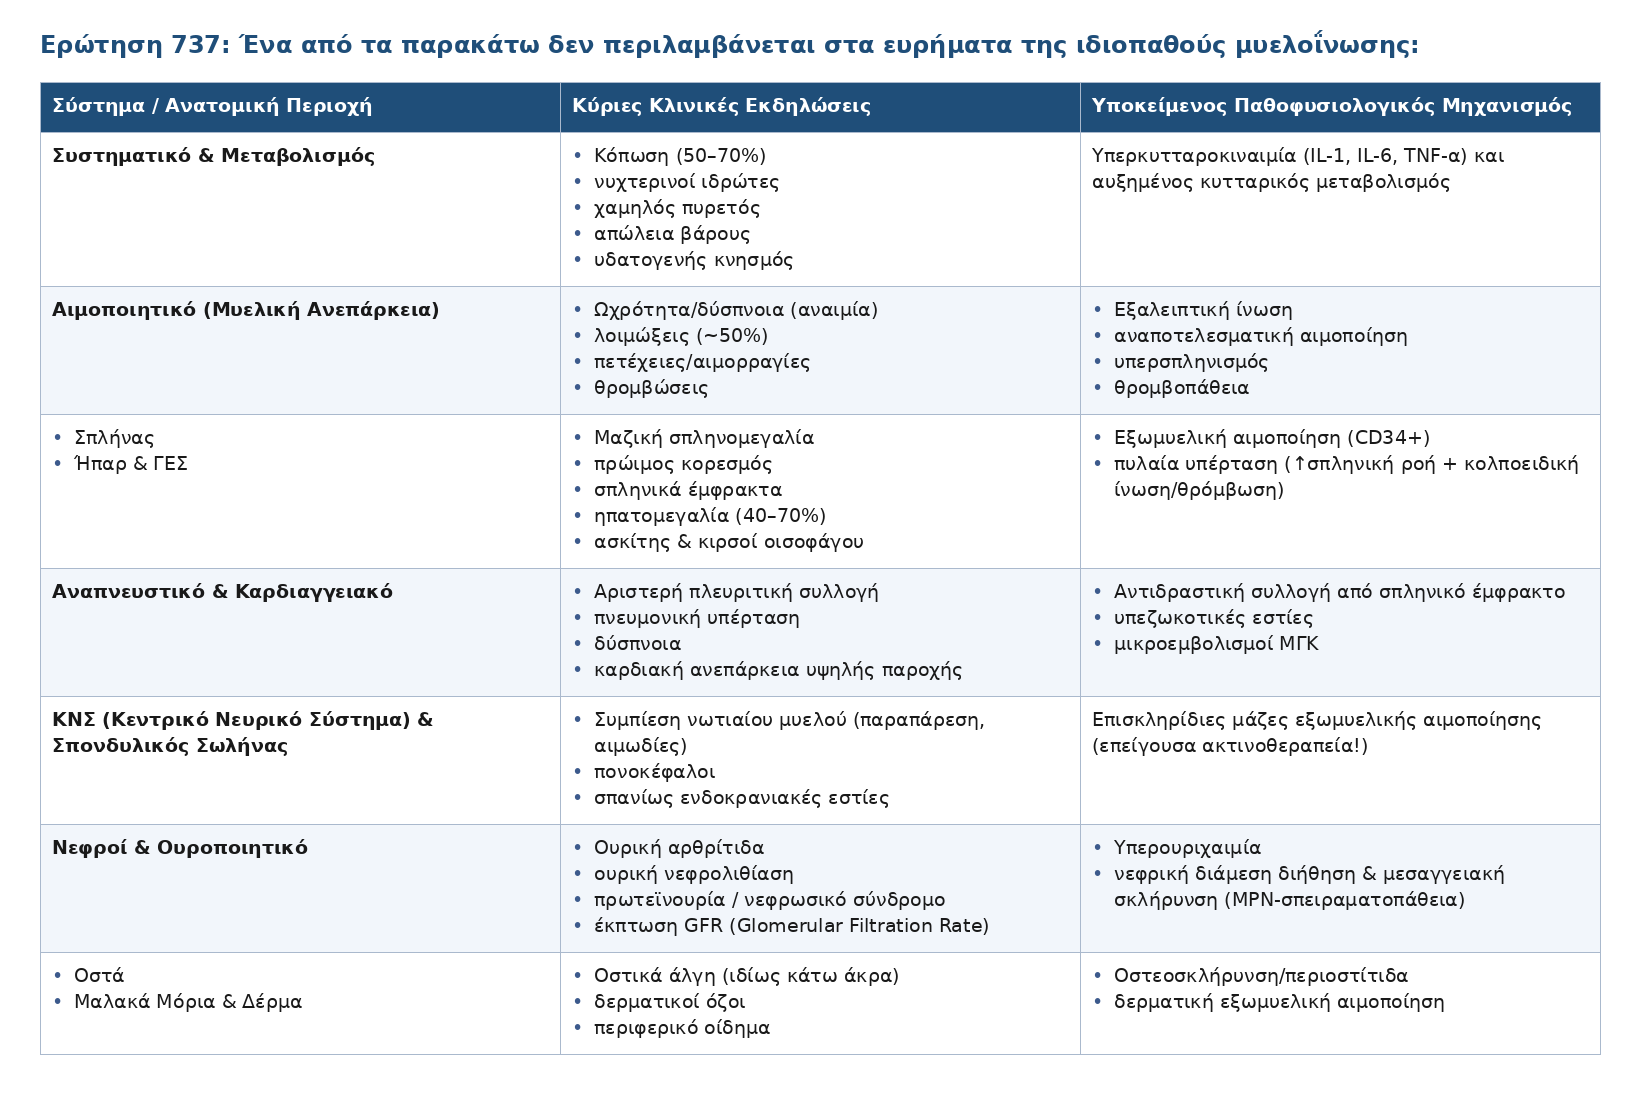 Ερώτηση 737: Ένα από τα παρακάτω δεν περιλαμβάνεται στα ευρήματα της ιδιοπαθούς μυελοΐνωσης:
Σύστημα / Ανατομική Περιοχή
Κύριες Κλινικές Εκδηλώσεις
Υποκείμενος Παθοφυσιολογικός Μηχανισμός
Συστηματικό & Μεταβολισμός
• Κόπωση (50–70%)
• νυχτερινοί ιδρώτες
• χαμηλός πυρετός
• απώλεια βάρους
• υδατογενής κνησμός
Υπερκυτταροκιναιμία (IL-1, IL-6, TNF-α) και
αυξημένος κυτταρικός μεταβολισμός
Αιμοποιητικό (Μυελική Ανεπάρκεια)
• Ωχρότητα/δύσπνοια (αναιμία)
• λοιμώξεις (~50%)
• πετέχειες/αιμορραγίες
• θρομβώσεις
• Εξαλειπτική ίνωση
• αναποτελεσματική αιμοποίηση
• υπερσπληνισμός
• θρομβοπάθεια
• Σπλήνας
• Ήπαρ & ΓΕΣ
• Μαζική σπληνομεγαλία
• πρώιμος κορεσμός
• σπληνικά έμφρακτα
• ηπατομεγαλία (40–70%)
• ασκίτης & κιρσοί οισοφάγου
• Εξωμυελική αιμοποίηση (CD34+)
• πυλαία υπέρταση (↑σπληνική ροή + κολποειδική
ίνωση/θρόμβωση)
Αναπνευστικό & Καρδιαγγειακό
• Αριστερή πλευριτική συλλογή
• πνευμονική υπέρταση
• δύσπνοια
• καρδιακή ανεπάρκεια υψηλής παροχής
• Αντιδραστική συλλογή από σπληνικό έμφρακτο
• υπεζωκοτικές εστίες
• μικροεμβολισμοί ΜΓΚ
ΚΝΣ (Κεντρικό Νευρικό Σύστημα) &
Σπονδυλικός Σωλήνας
• Συμπίεση νωτιαίου μυελού (παραπάρεση,
αιμωδίες)
• πονοκέφαλοι
• σπανίως ενδοκρανιακές εστίες
Επισκληρίδιες μάζες εξωμυελικής αιμοποίησης
(επείγουσα ακτινοθεραπεία!)
Νεφροί & Ουροποιητικό
• Ουρική αρθρίτιδα
• ουρική νεφρολιθίαση
• πρωτεϊνουρία / νεφρωσικό σύνδρομο
• έκπτωση GFR (Glomerular Filtration Rate)
• Υπερουριχαιμία
• νεφρική διάμεση διήθηση & μεσαγγειακή
σκλήρυνση (MPN-σπειραματοπάθεια)
• Οστά
• Μαλακά Μόρια & Δέρμα
• Οστικά άλγη (ιδίως κάτω άκρα)
• δερματικοί όζοι
• περιφερικό οίδημα
• Οστεοσκλήρυνση/περιοστίτιδα
• δερματική εξωμυελική αιμοποίηση